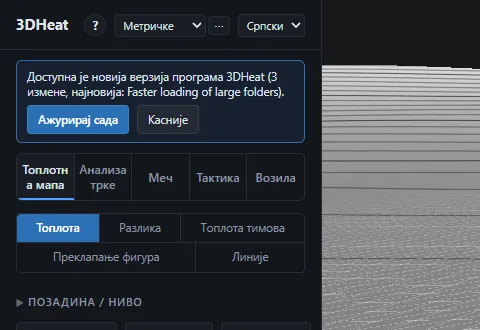 3DHeat ? Метричке ... Српски
Доступна је новија верзија програма 3DHeat (3
измене, новија: Faster loading of large folders).
Ажурирај сада Касније
Топлотн
а мапа
Анализа
трке
Меч Тактика Возила
Топлота Разлика Топлота тимова
Преклапање фигура Линије
▶ ПОЗАДИНА / НИВО